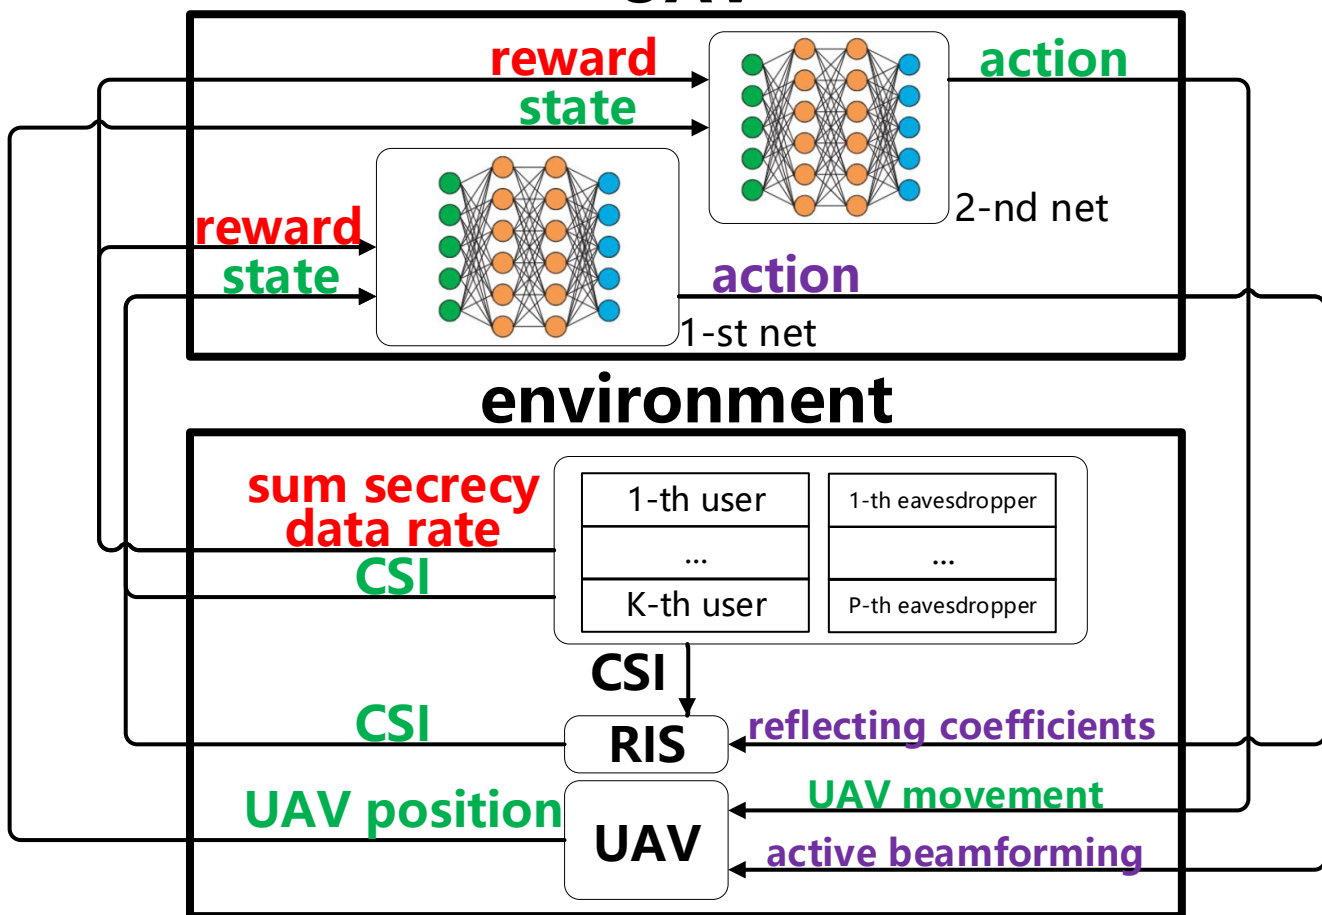 reward
action
state
2-nd net
reward
state
action
1-st net
environment
sum secrecy
data rate
CSI
1-th user
...
K-th user
1-th eavesdropper
...
P-th eavesdropper
CSI
CSI
RIS
reflecting coefficients
UAV position
UAV
UAV movement
active beamforming